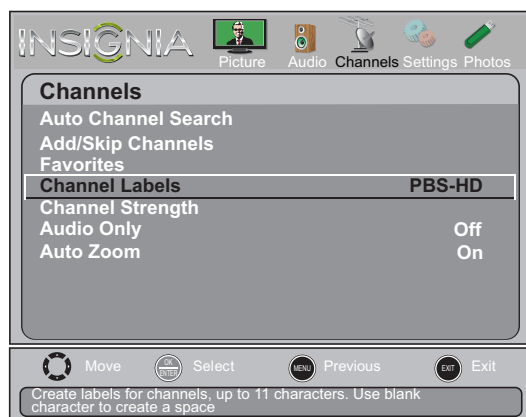 INSIGNIA
Picture Audio Channels Settings Photos
Channels
Auto Channel Search
Add/Skip Channels
Favorites
Channel Labels PBS-HD
Channel Strength
Audio Only Off
Auto Zoom On
Move OK ENTER Select MENU Previous EXIT Exit
Create labels for channels, up to 11 characters. Use blank
character to create a space